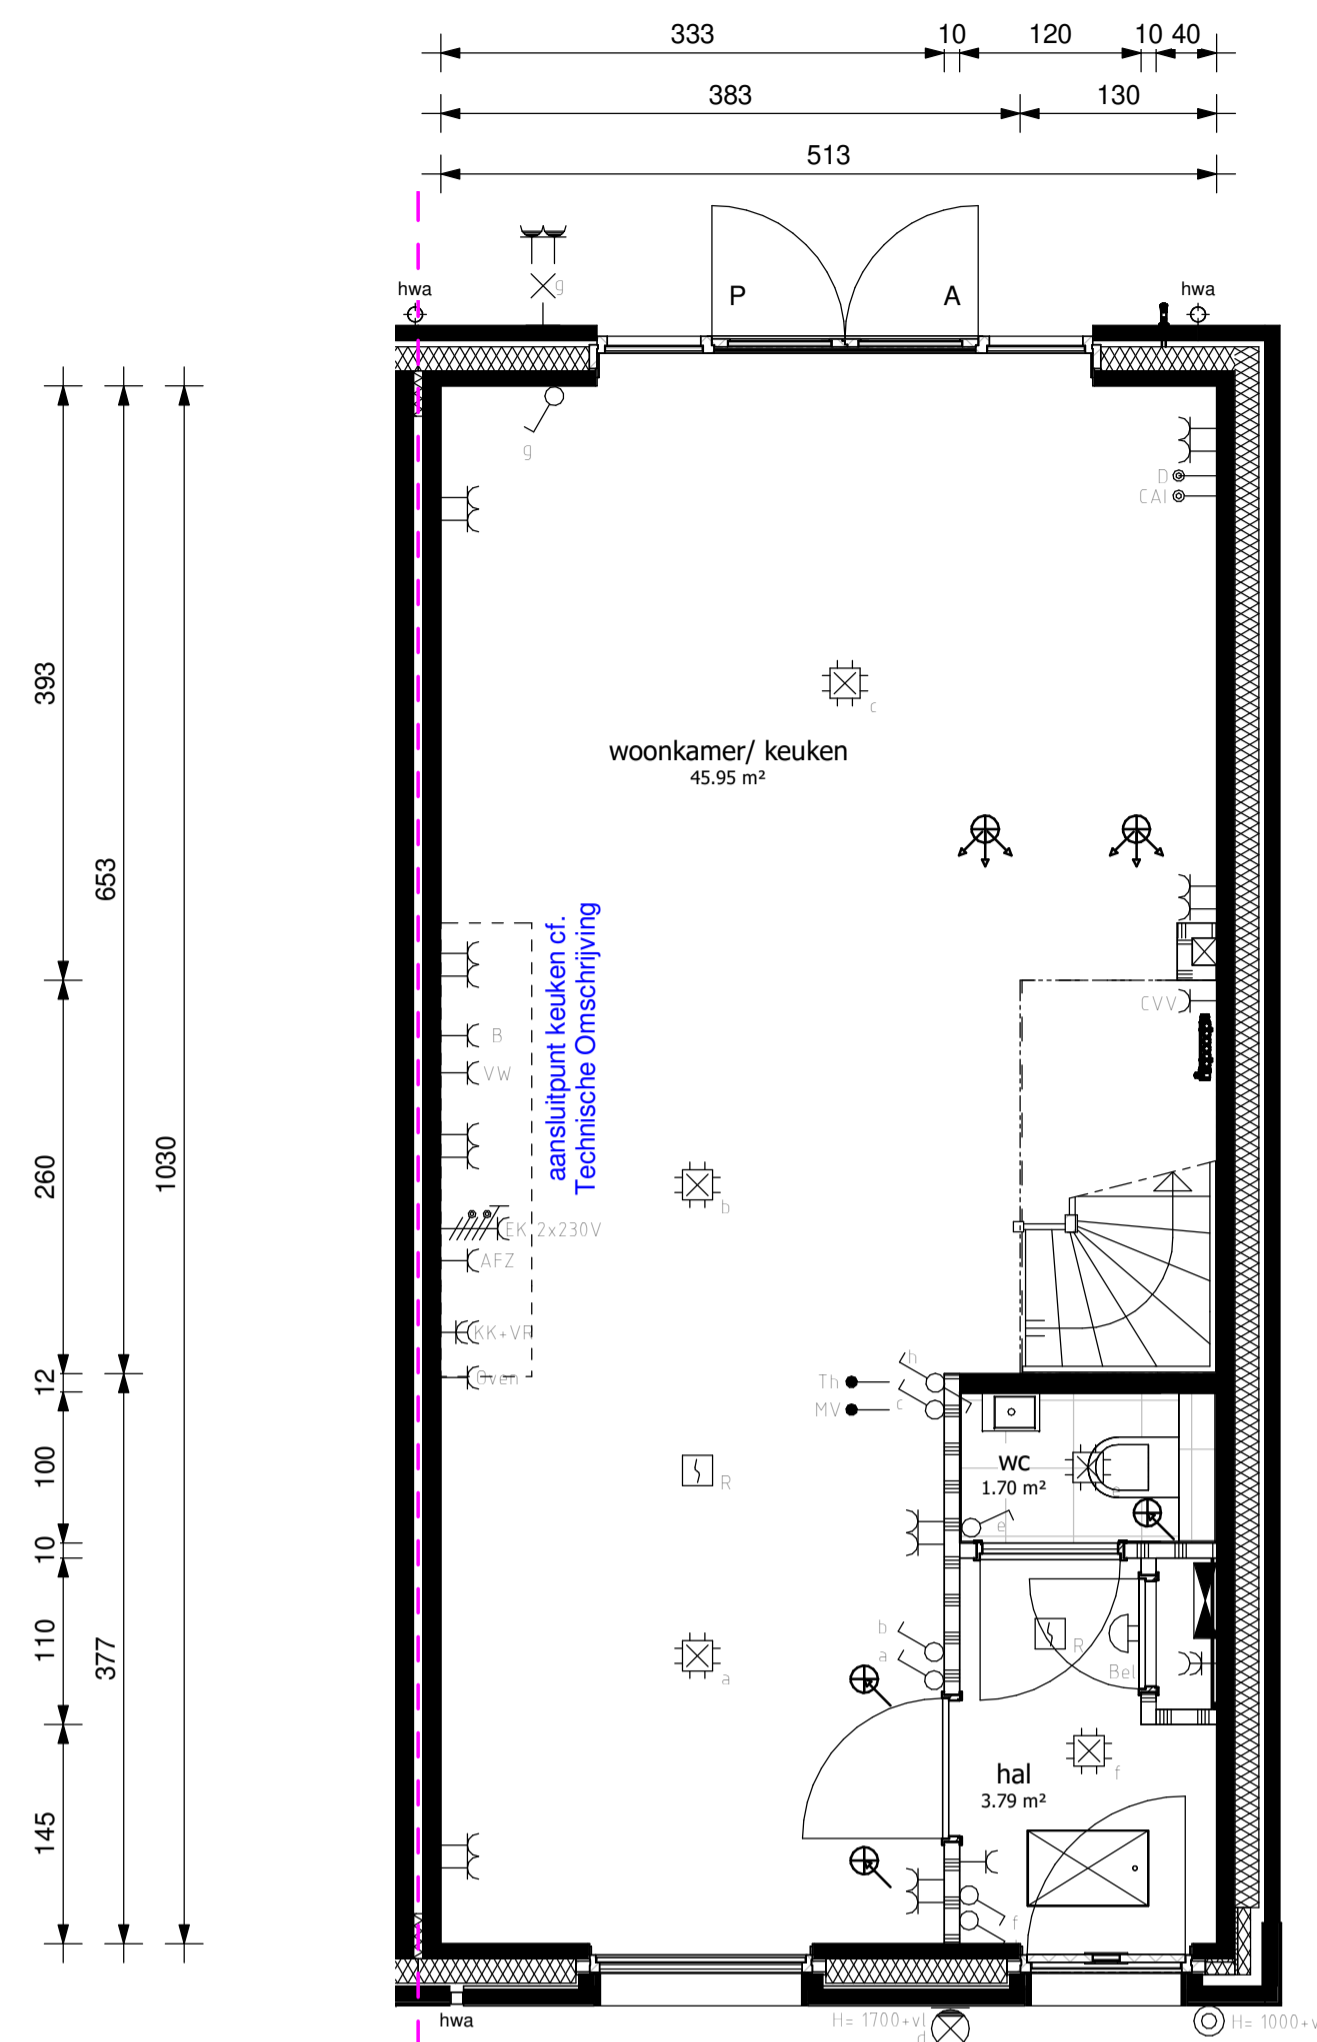 333 10 120 10 40
383 130
513
g
hwa
P A
hwa
g
D
CAI
393
c
woonkamer/ keuken
45.95 m²
653
aansluitpunt keuken cf.
Technische Omschrijving
CVV
B
VW
1030
260
b
EK 2x230V
AFZ
KK+VR
Oven
12
h
Th
c
MV
100
wc
1.70 m²
R
e
10
110
377
b
a
R
Bel
a
f
hal
3.79 m²
145
f
hwa
H= 1700+vl
d
H= 1000+v